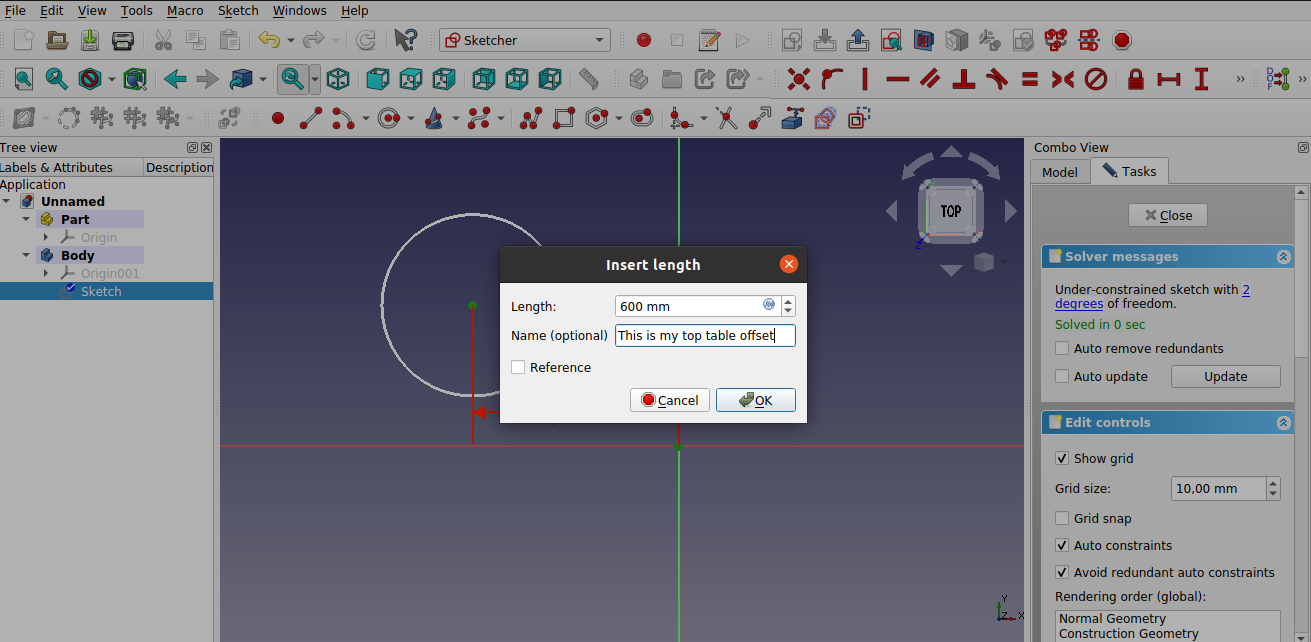 File Edit View Tools Macro Sketch Windows Help
Sketcher
Tree view
Labels & Attributes Description
Application
Unnamed
Part
Origin
Body
Origin001
Sketch
TOP
Z
Insert length
Length: 600 mm
Name (optional) This is my top table offset
Reference
Cancel OK
Y
Z X
Combo View
Model Tasks
Close
Solver messages
Under-constrained sketch with 2
degrees of freedom.
Solved in 0 sec
Auto remove redundants
Auto update Update
Edit controls
Show grid
Grid size: 10,00 mm
Grid snap
Auto constraints
Avoid redundant auto constraints
Rendering order (global):
Normal Geometry
Construction Geometry